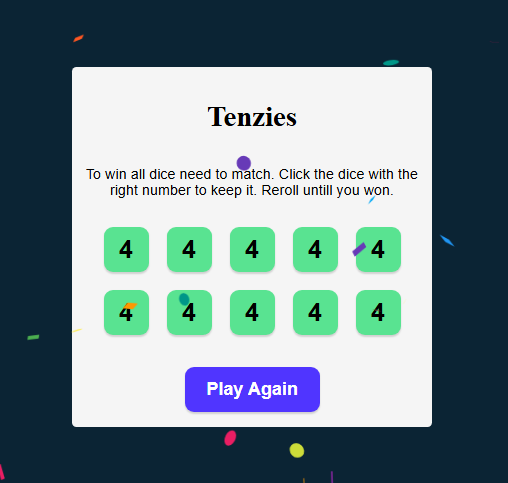 Tenzies
To win all dice need to match. Click the dice with the
right number to keep it. Reroll untill you won.
4 4 4 4 4
4 4 4 4 4
Play Again